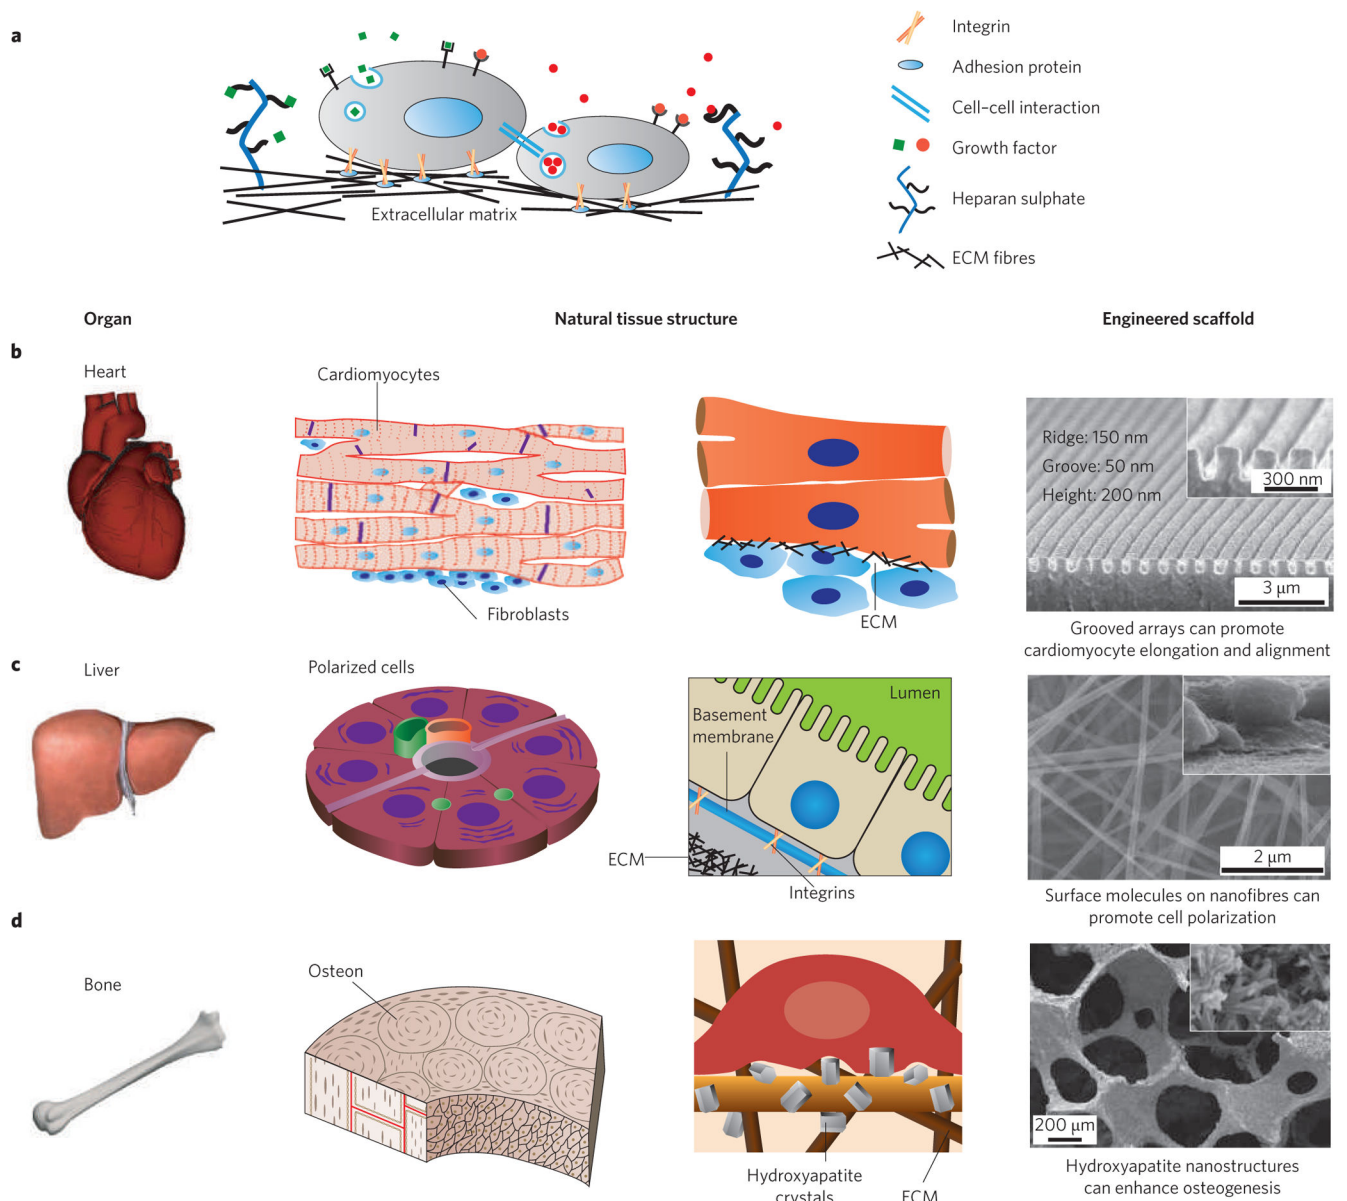 a
Integrin
Adhesion protein
Cell–cell interaction
Growth factor
Heparan sulphate
ECM fibres
Extracellular matrix
Organ
Natural tissue structure
Engineered scaffold
b
Heart
Cardiomyocytes
Fibroblasts
ECM
Ridge: 150 nm
Groove: 50 nm
Height: 200 nm
300 nm
3 μm
Grooved arrays can promote
cardiomyocyte elongation and alignment
c
Liver
Polarized cells
Lumen
Basement
membrane
ECM
Integrins
2 μm
Surface molecules on nanofibres can
promote cell polarization
d
Bone
Osteon
Hydroxyapatite
crystals
ECM
200 μm
Hydroxyapatite nanostructures
can enhance osteogenesis